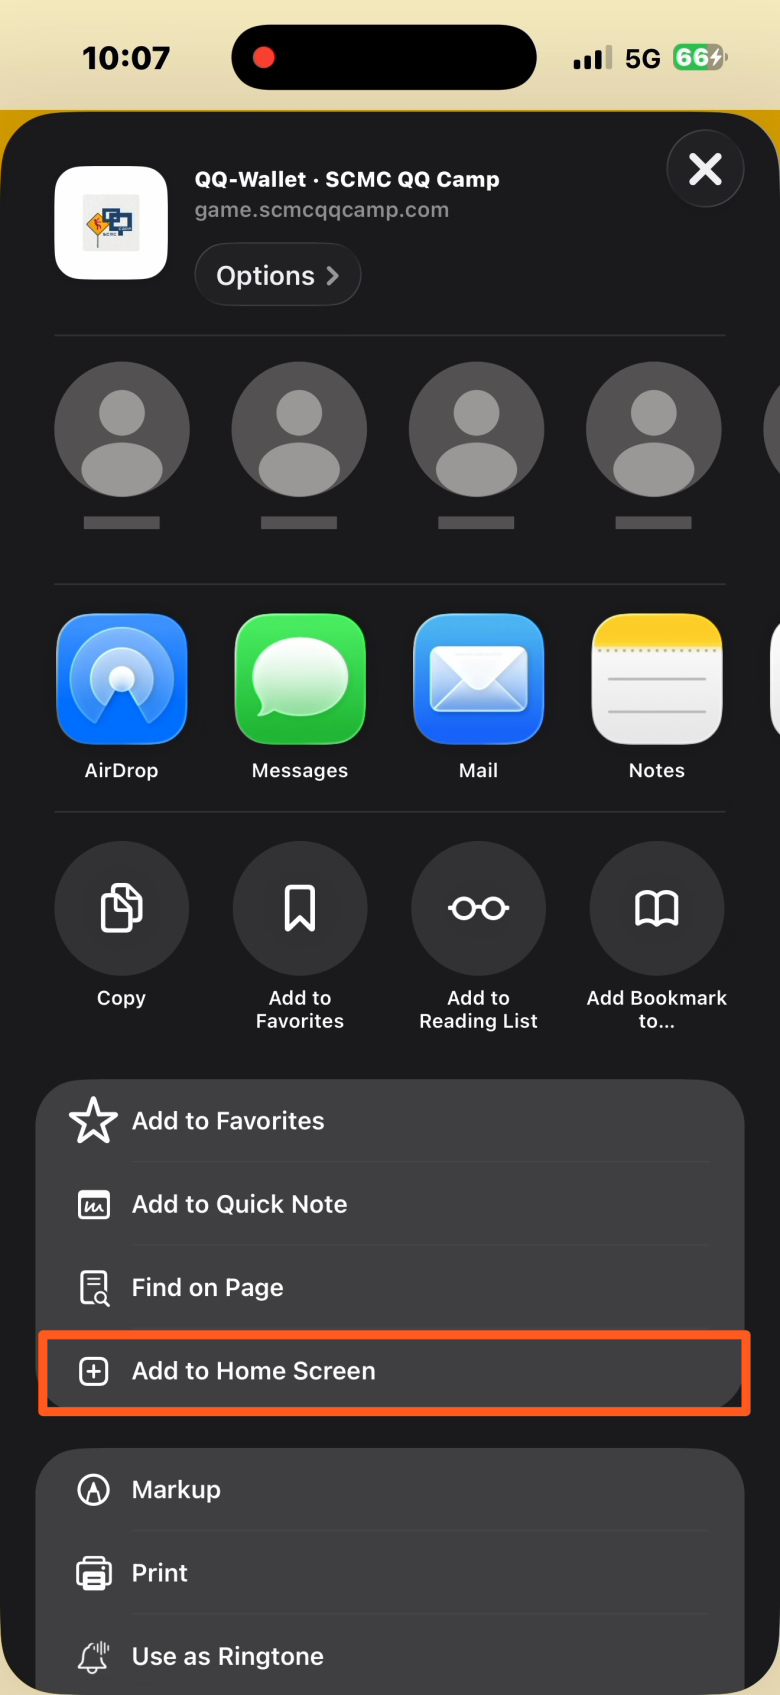 10:07
5G
66
QQ-Wallet · SCMC QQ Camp
game.scmcqqcamp.com
Options
AirDrop
Messages
Mail
Notes
Copy
Add to
Favorites
Add to
Reading List
Add Bookmark
to...
Add to Favorites
Add to Quick Note
Find on Page
Add to Home Screen
Markup
Print
Use as Ringtone